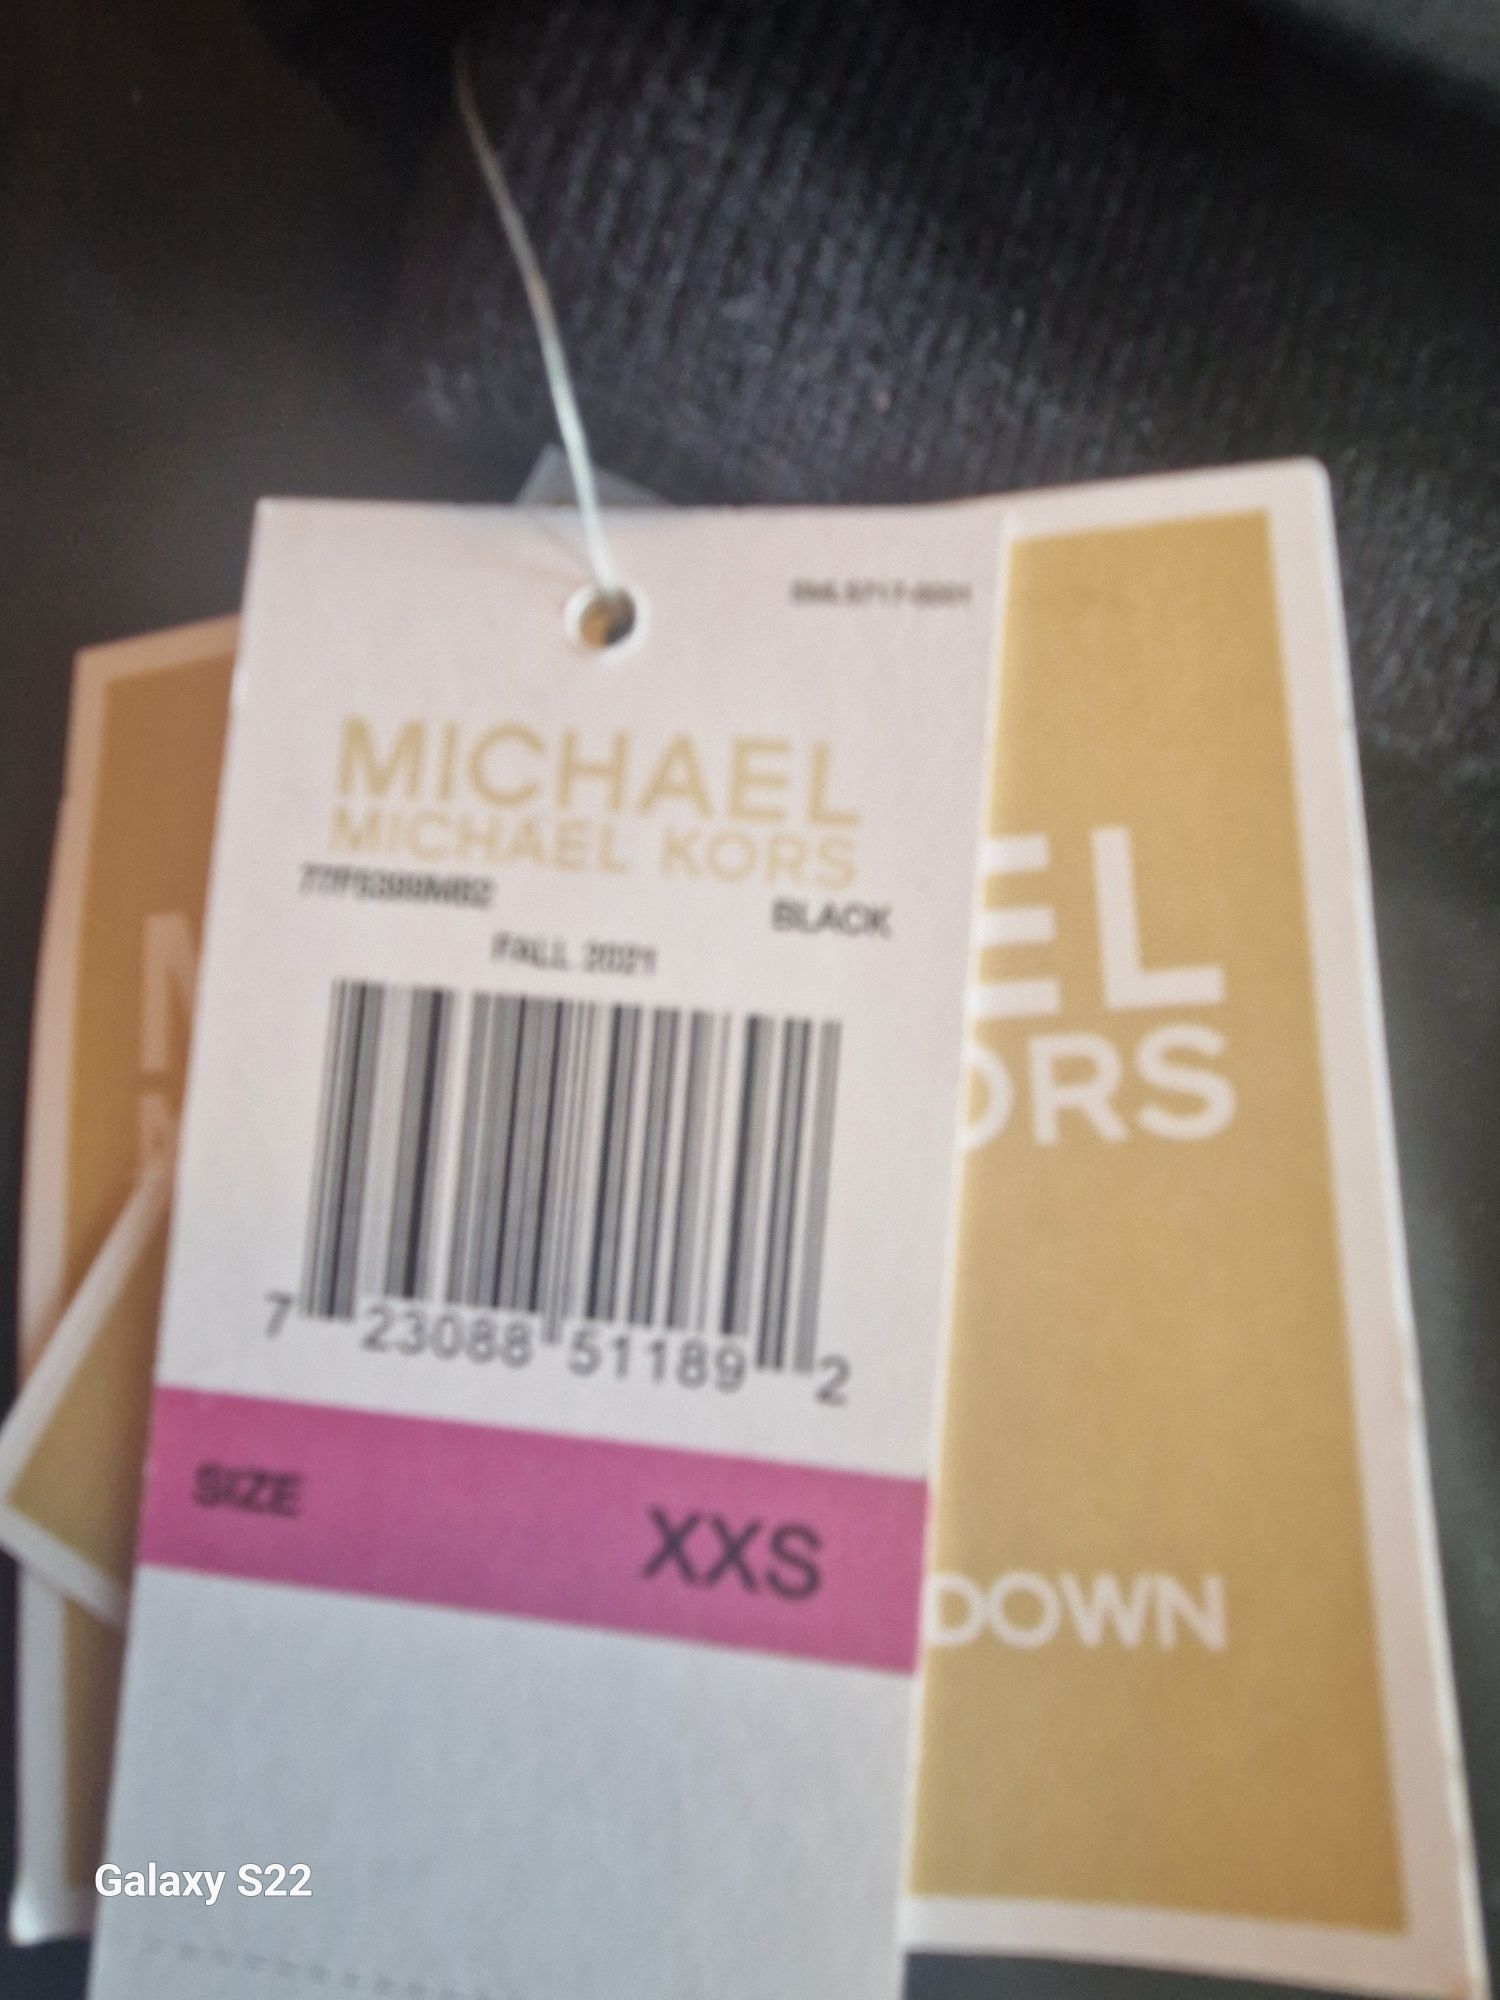 MICHAEL
MICHAEL KORS
BLACK
FALL 2021
7 23088 51189 2
SIZE XXS
EL
ORS
DOWN
M
Galaxy S22